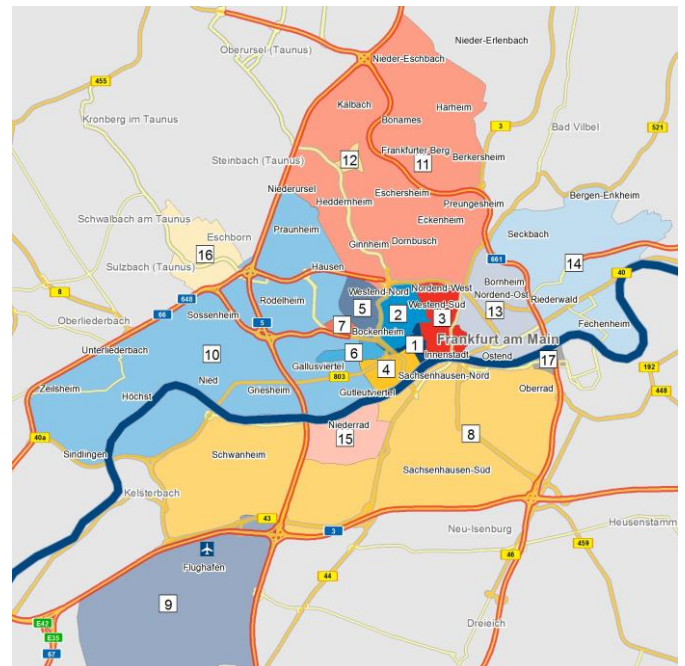 Oberursel (Taunus)
Nieder-Erlenbach
Nieder-Eschbach
455
Kalbach
Harheim
Kronberg im Taunus
Bonames
3
Bad Vilbel
521
Steinbach (Taunus)
12
Frankfurter Berg
11
Berkersheim
Niederursel
Eschersheim
Bergen-Enkheim
Heddernheim
Preungesheim
Schwalbach am Taunus
Eckenheim
Praunheim
Seckbach
Eschborn
Ginnheim
Dornbusch
16
Sulzbach (Taunus)
661
14
Hausen
Bornheim
40
8
Westend-Nord
Nordend-West
Nordend-Ost
648
Rödelheim
5
2
Westend-Süd
3
13
Riederwald
66
Sossenheim
5
7
Bockenheim
Fechenheim
Oberliederbach
1
Frankfurt am Main
Unterliederbach
10
6
Innenstadt
Ostend
17
Gallusviertel
4
192
Zeilsheim
Nied
803
Sachsenhausen-Nord
Griesheim
Oberrad
448
Höchst
Gutleutviertel
Niederrad
40a
15
8
Sindlingen
Schwanheim
Sachsenhausen-Süd
Kelsterbach
43
3
Neu-Isenburg
Heusenstamm
459
Flughafen
46
44
9
E42
Dreieich
E35
67